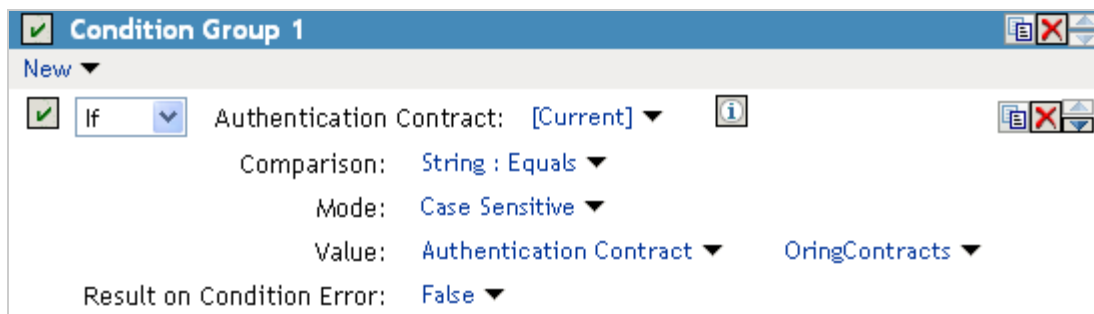 Condition Group 1
New
If Authentication Contract: [Current]
Comparison: String : Equals
Mode: Case Sensitive
Value: Authentication Contract OringContracts
Result on Condition Error: False